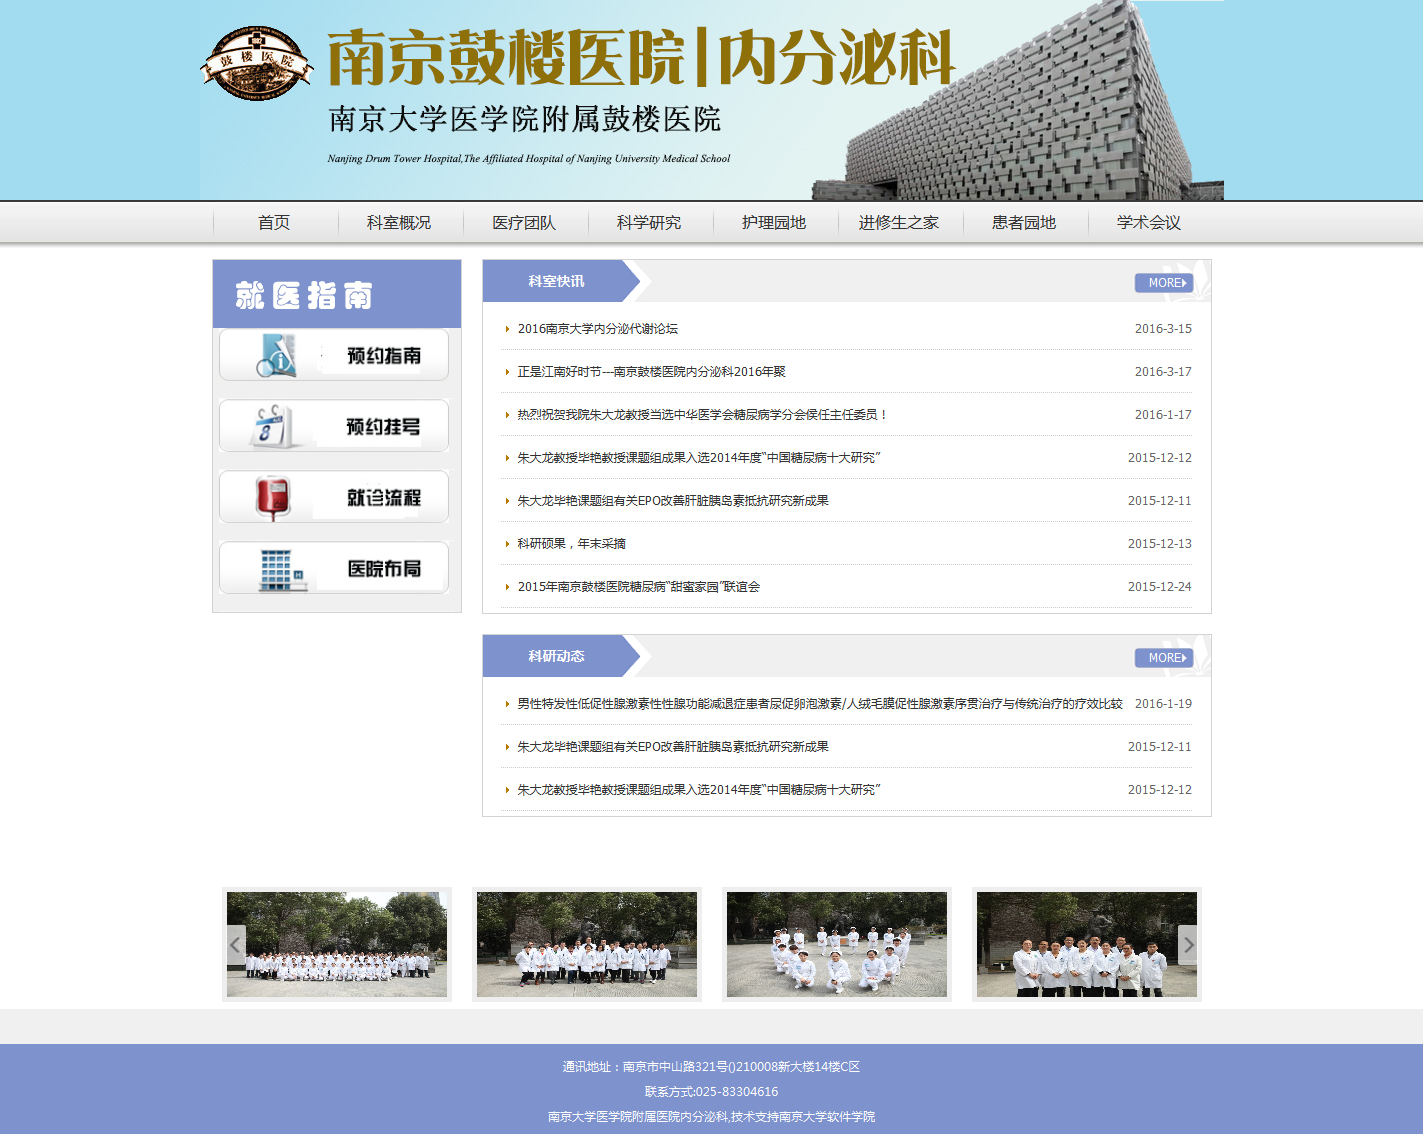 鼓楼医院
1892
南京鼓楼医院|内分泌科
南京大学医学院附属鼓楼医院
Nanjing Drum Tower Hospital,The Affiliated Hospital of Nanjing University Medical School
首页 科室概况 医疗团队 科学研究 护理园地 进修生之家 患者园地 学术会议
就医指南
预约指南
预约挂号
就诊流程
医院布局
科室快讯 MORE
2016南京大学内分泌代谢论坛 2016-3-15
正是江南好时节---南京鼓楼医院内分泌科2016年聚 2016-3-17
热烈祝贺我院朱大龙教授当选中华医学会糖尿病学分会侯任主任委员！ 2016-1-17
朱大龙教授毕艳教授课题组成果入选2014年度“中国糖尿病十大研究” 2015-12-12
朱大龙毕艳课题组有关EPO改善肝脏胰岛素抵抗研究新成果 2015-12-11
科研硕果，年末采摘 2015-12-13
2015年南京鼓楼医院糖尿病“甜蜜家园”联谊会 2015-12-24
科研动态 MORE
男性特发性低促性腺激素性性腺功能减退症患者尿促卵泡激素/人绒毛膜促性腺激素序贯治疗与传统治疗的疗效比较 2016-1-19
朱大龙毕艳课题组有关EPO改善肝脏胰岛素抵抗研究新成果 2015-12-11
朱大龙教授毕艳教授课题组成果入选2014年度“中国糖尿病十大研究” 2015-12-12
通讯地址：南京市中山路321号()210008新大楼14楼C区
联系方式:025-83304616
南京大学医学院附属医院内分泌科,技术支持南京大学软件学院